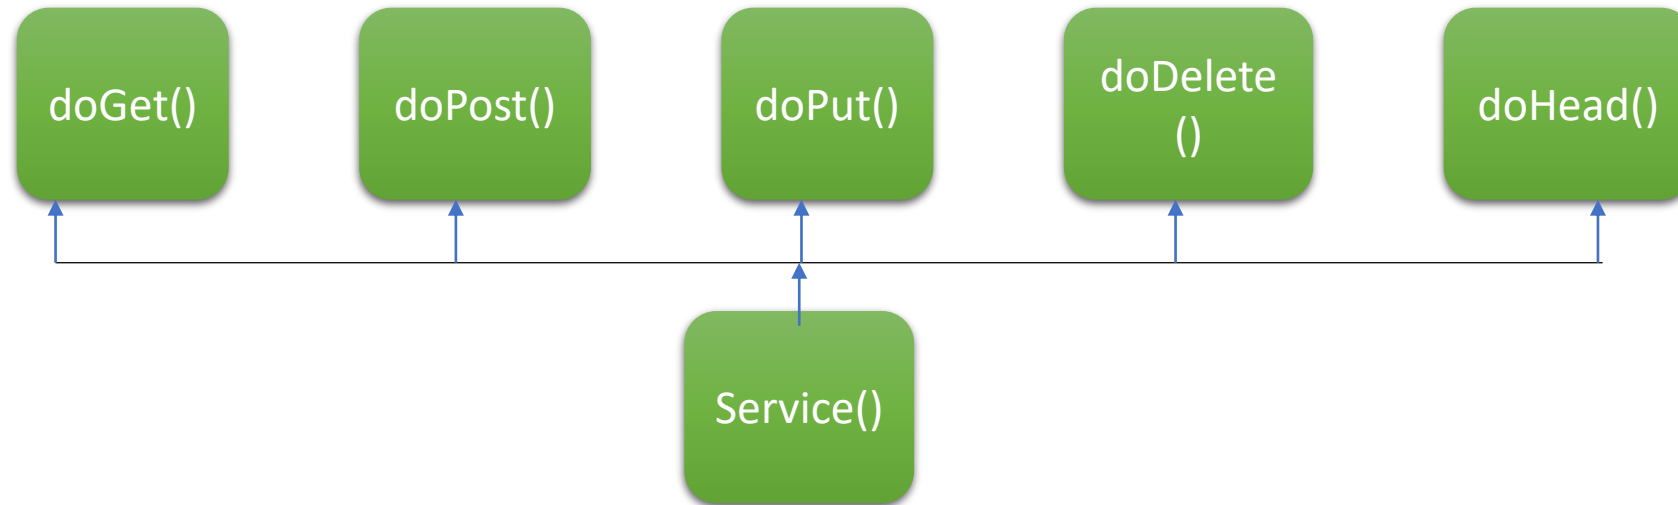 doGet()
doPost()
doPut()
doDelete
()
doHead()
Service()